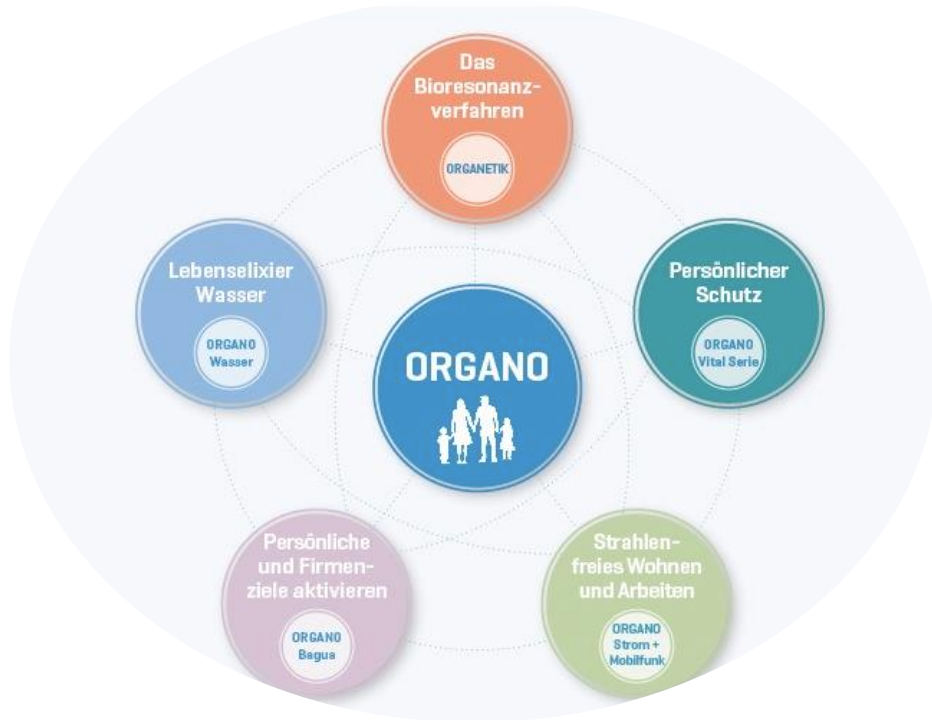 Das
Bioresonanz-
verfahren
ORGANETIK
Lebenselixier
Wasser
ORGANO
Wasser
Persönlicher
Schutz
ORGANO
Vital Serie
ORGANO
Persönliche
und Firmen-
ziele aktivieren
ORGANO
Bagua
Strahlen-
freies Wohnen
und Arbeiten
ORGANO
Strom +
Mobilfunk